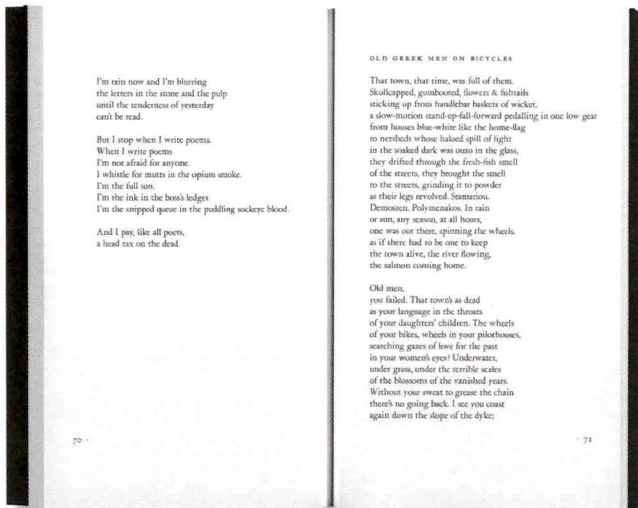 I'm rain now and I'm blurring
the letters in the stone and the pulp
until the tenderness of yesterday
can't be read.
But I stop when I write poems.
When I write poems
I'm not afraid for anyone.
I whistle for mutts in the opium smoke.
I'm the full sun.
I'm the ink in the boss's ledger.
I'm the snipped queue in the puddling sockeye blood.
And I pay, like all poets,
a head tax on the dead.
70 ·
OLD GREEK MEN ON BICYCLES
That town, that time, was full of them.
Skullcapped, gumbooted, flowers & fishtails
sticking up from handlebar baskets of wicker,
a slow-motion stand-up-fall-forward pedalling in one low gear
from houses blue-white like the home-flag
to netsheds whose haloed spill of light
in the soaked dark was ouzo in the glass,
they drifted through the fresh-fish smell
of the streets, they brought the smell
to the streets, grinding it to powder
as their legs revolved. Stamatiou.
Demosten. Polymenakos. In rain
or sun, any season, at all hours,
one was out there, spinning the wheels,
as if there had to be one to keep
the town alive, the river flowing,
the salmon coming home.
Old men,
you failed. That town's as dead
as your language in the throats
of your daughters' children. The wheels
of your bikes, wheels in your pilothouses,
searching gazes of love for the past
in your women's eyes? Underwater,
under grass, under the terrible scales
of the blossoms of the vanished years.
Without your sweat to grease the chain
there's no going back. I see you coast
again down the slope of the dyke;
· 71